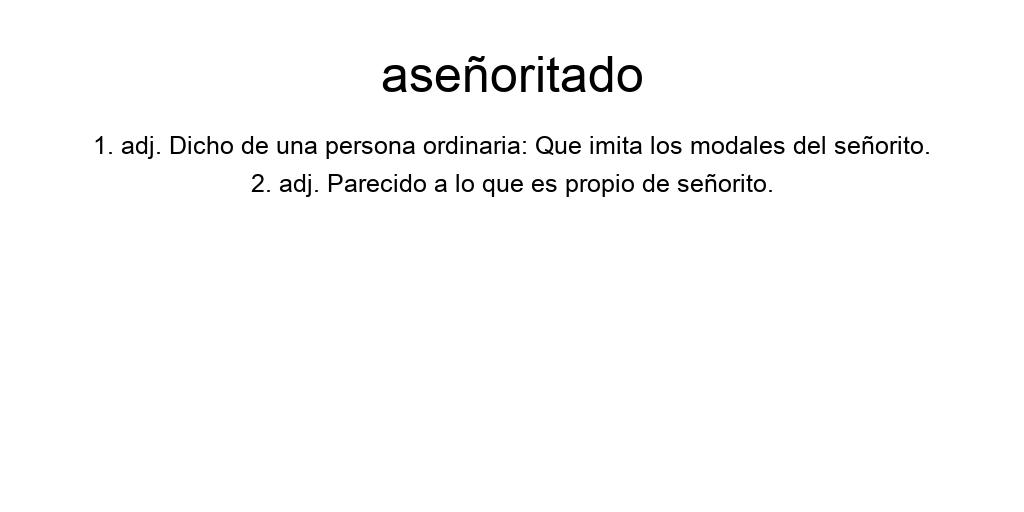 aseñoritado
1. adj. Dicho de una persona ordinaria: Que imita los modales del señorito.
2. adj. Parecido a lo que es propio de señorito.